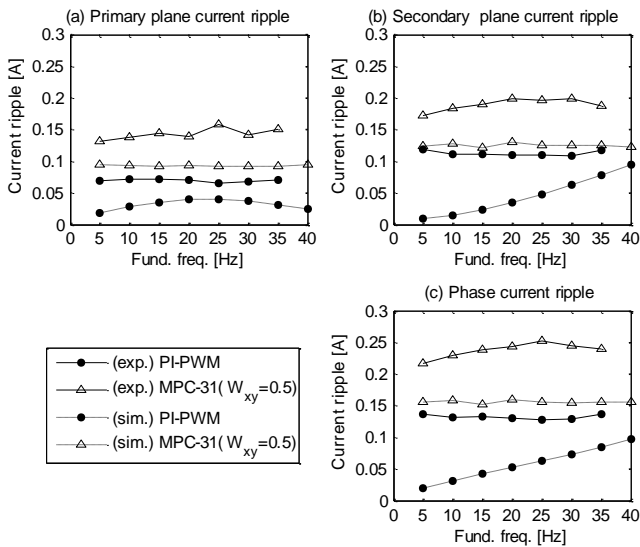 (a) Primary plane current ripple
0.3
0.25
0.2
0.15
0.1
0.05
0
Current ripple [A]
0 5 10 15 20 25 30 35 40
Fund. freq. [Hz]
(b) Secondary plane current ripple
0.3
0.25
0.2
0.15
0.1
0.05
0
Current ripple [A]
0 5 10 15 20 25 30 35 40
Fund. freq. [Hz]
(c) Phase current ripple
0.3
0.25
0.2
0.15
0.1
0.05
0
Current ripple [A]
0 5 10 15 20 25 30 35 40
Fund. freq. [Hz]
(exp.) PI-PWM
(exp.) MPC-31( Wxy=0.5)
(sim.) PI-PWM
(sim.) MPC-31( Wxy=0.5)